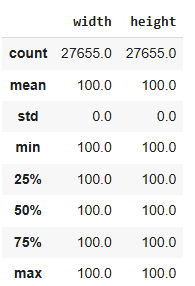 width height
count 27655.0 27655.0
mean 100.0 100.0
std 0.0 0.0
min 100.0 100.0
25% 100.0 100.0
50% 100.0 100.0
75% 100.0 100.0
max 100.0 100.0